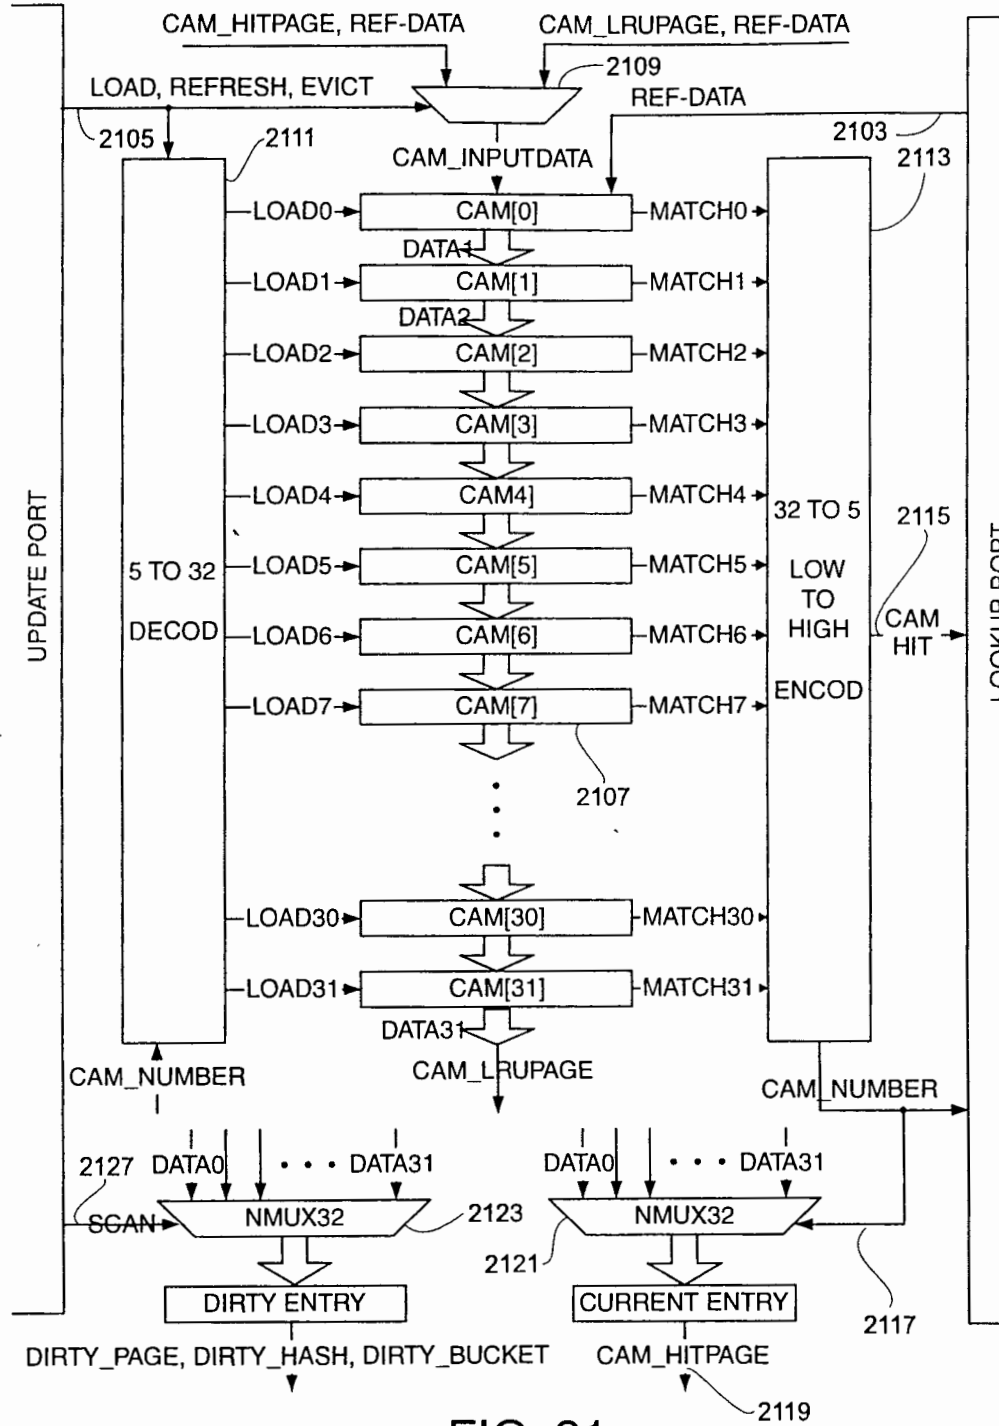 CAM_HITPAGE, REF-DATA
CAM_LRUPAGE, REF-DATA
2109
LOAD, REFRESH, EVICT
REF-DATA
2105
2111
2103
CAM_INPUTDATA
2113
LOAD0 CAM[0] MATCH0
DATA1
LOAD1 CAM[1] MATCH1
DATA2
LOAD2 CAM[2] MATCH2
LOAD3 CAM[3] MATCH3
LOAD4 CAM4] MATCH4
LOAD5 CAM[5] MATCH5
LOAD6 CAM[6] MATCH6
LOAD7 CAM[7] MATCH7
UPDATE PORT
5 TO 32
DECOD
32 TO 5
LOW
TO
HIGH
ENCOD
2115
CAM
HIT
LOOKUP PORT
2107
LOAD30 CAM[30] MATCH30
LOAD31 CAM[31] MATCH31
DATA31
CAM_NUMBER
CAM_LRUPAGE
CAM_NUMBER
2127
DATA0 • • • DATA31
DATA0 • • • DATA31
SCAN
NMUX32
2123
NMUX32
2121
2117
DIRTY ENTRY
CURRENT ENTRY
DIRTY_PAGE, DIRTY_HASH, DIRTY_BUCKET
CAM_HITPAGE
2119